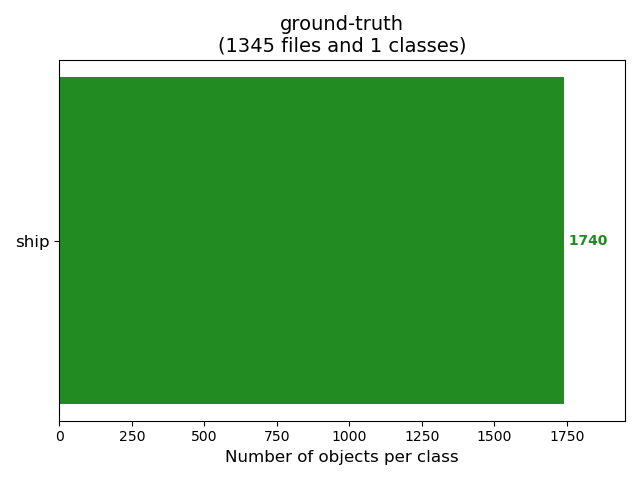 ground-truth
(1345 files and 1 classes)
ship
1740
0 250 500 750 1000 1250 1500 1750
Number of objects per class